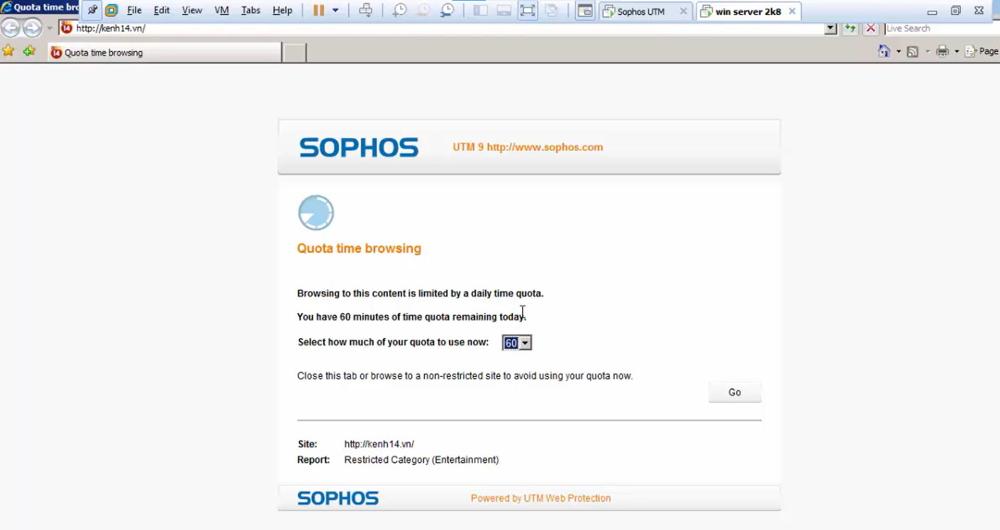 Quota time bro
File Edit View VM Tabs Help
Sophos UTM
win server 2k8
14 http://kenh14.vn/
Live Search
14 Quota time browsing
Page
SOPHOS
UTM 9 http://www.sophos.com
Quota time browsing
Browsing to this content is limited by a daily time quota.
You have 60 minutes of time quota remaining today.
Select how much of your quota to use now: 60
Close this tab or browse to a non-restricted site to avoid using your quota now.
Go
Site: http://kenh14.vn/
Report: Restricted Category (Entertainment)
SOPHOS
Powered by UTM Web Protection